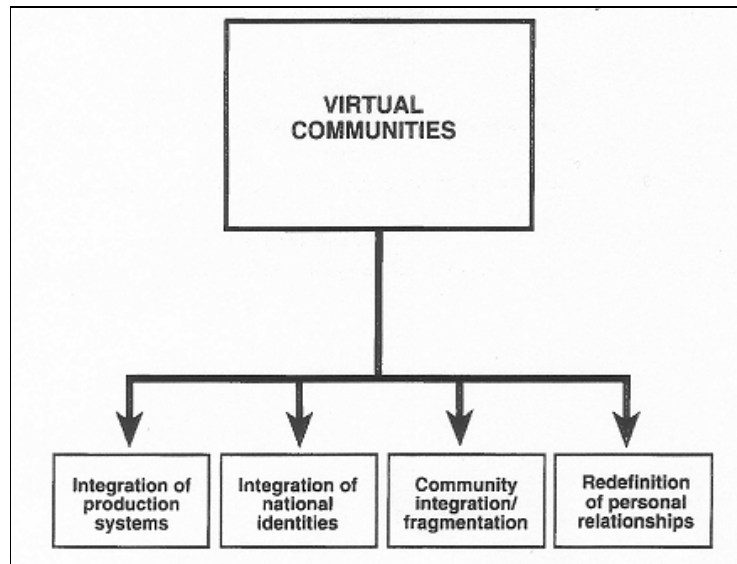 VIRTUAL
COMMUNITIES
Integration of
production
systems
Integration of
national
identities
Community
integration/
fragmentation
Redefinition
of personal
relationships